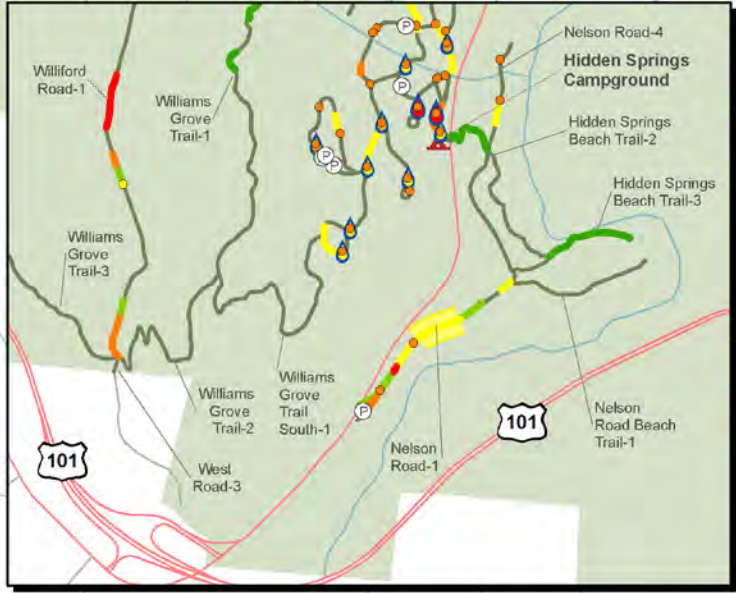 P
Nelson Road-4
Hidden Springs
Campground
Williford
Road-1
Williams
Grove
Trail-1
P
Hidden Springs
Beach Trail-2
P
P
Hidden Springs
Beach Trail-3
Williams
Grove
Trail-3
Williams
Grove
Trail-2
Williams
Grove
Trail
South-1
P
Nelson
Road-1
101
Nelson
Road Beach
Trail-1
101
West
Road-3